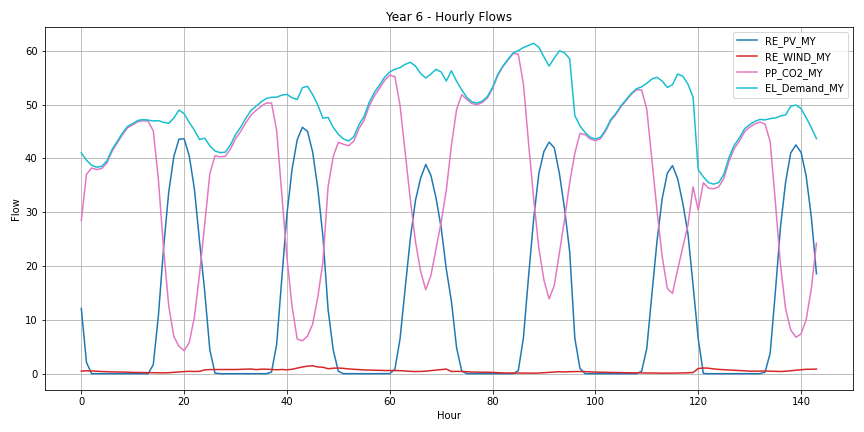 Year 6 - Hourly Flows
RE_PV_MY
RE_WIND_MY
PP_CO2_MY
EL_Demand_MY
Flow
60
50
40
30
20
10
0
0 20 40 60 80 100 120 140
Hour